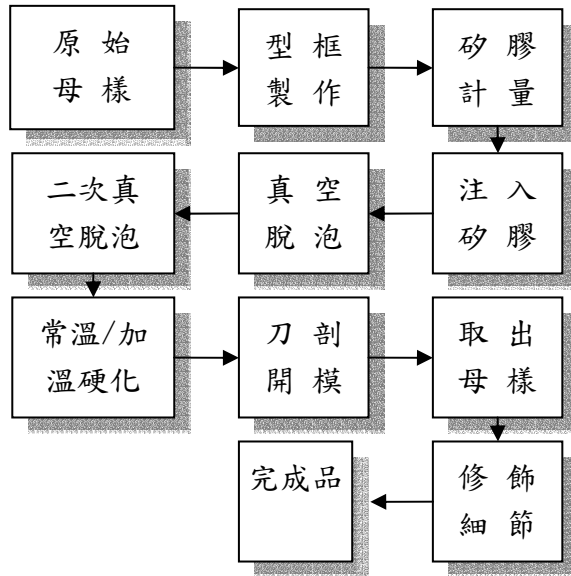 原 始
母 樣
型 框
製 作
矽 膠
計 量
注 入
矽 膠
真 空
脫 泡
二次真
空脫泡
常溫/加
溫硬化
刀 剖
開 模
取 出
母 樣
修 飾
細 節
完成品